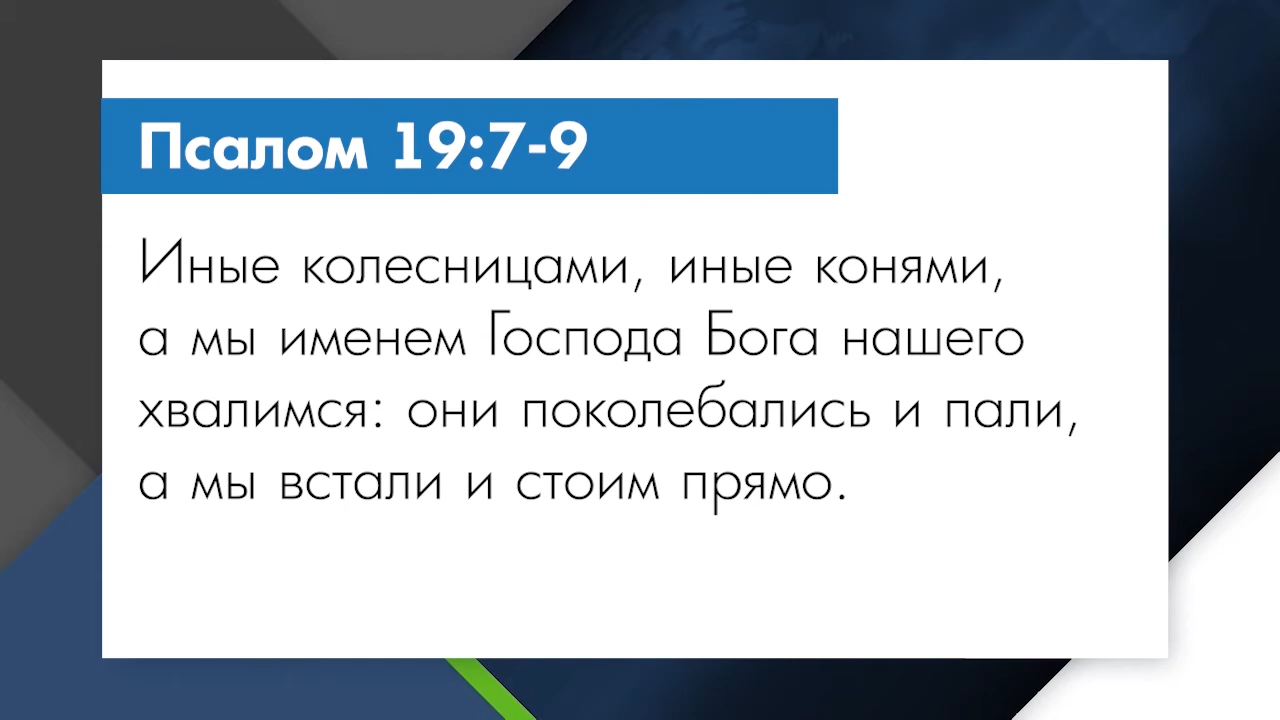 Псалом 19:7-9
Иные колесницами, иные конями,
а мы именем Господа Бога нашего
хвалимся: они поколебались и пали,
а мы встали и стоим прямо.